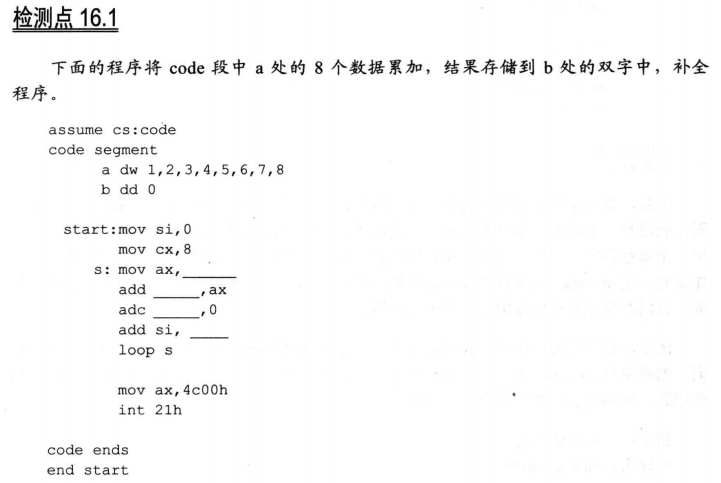 检测点 16.1
下面的程序将 code 段中 a 处的 8 个数据累加，结果存储到 b 处的双字中，补全
程序。
assume cs:code
code segment
a dw 1,2,3,4,5,6,7,8
b dd 0
start:mov si,0
mov cx,8
s: mov ax,______
add _____,ax
adc _____,0
add si, ____
loop s
mov ax,4c00h
int 21h
code ends
end start